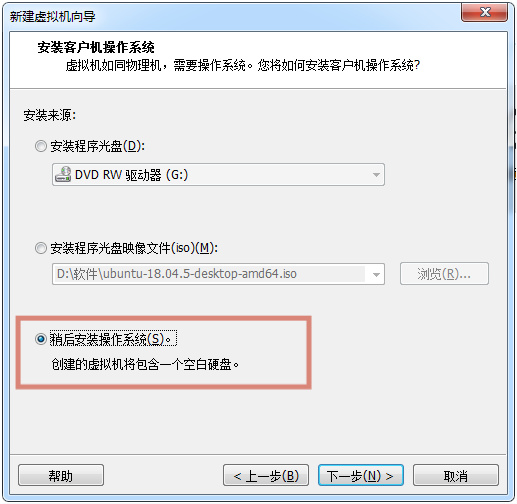 新建虚拟机向导
安装客户机操作系统
虚拟机如同物理机，需要操作系统。您将如何安装客户机操作系统?
安装来源:
安装程序光盘(D):
DVD RW 驱动器 (G:)
安装程序光盘映像文件(iso)(M):
D:\软件\ubuntu-18.04.5-desktop-amd64.iso
浏览(R)...
稍后安装操作系统(S)。
创建的虚拟机将包含一个空白硬盘。
帮助
< 上一步(B)
下一步(N) >
取消